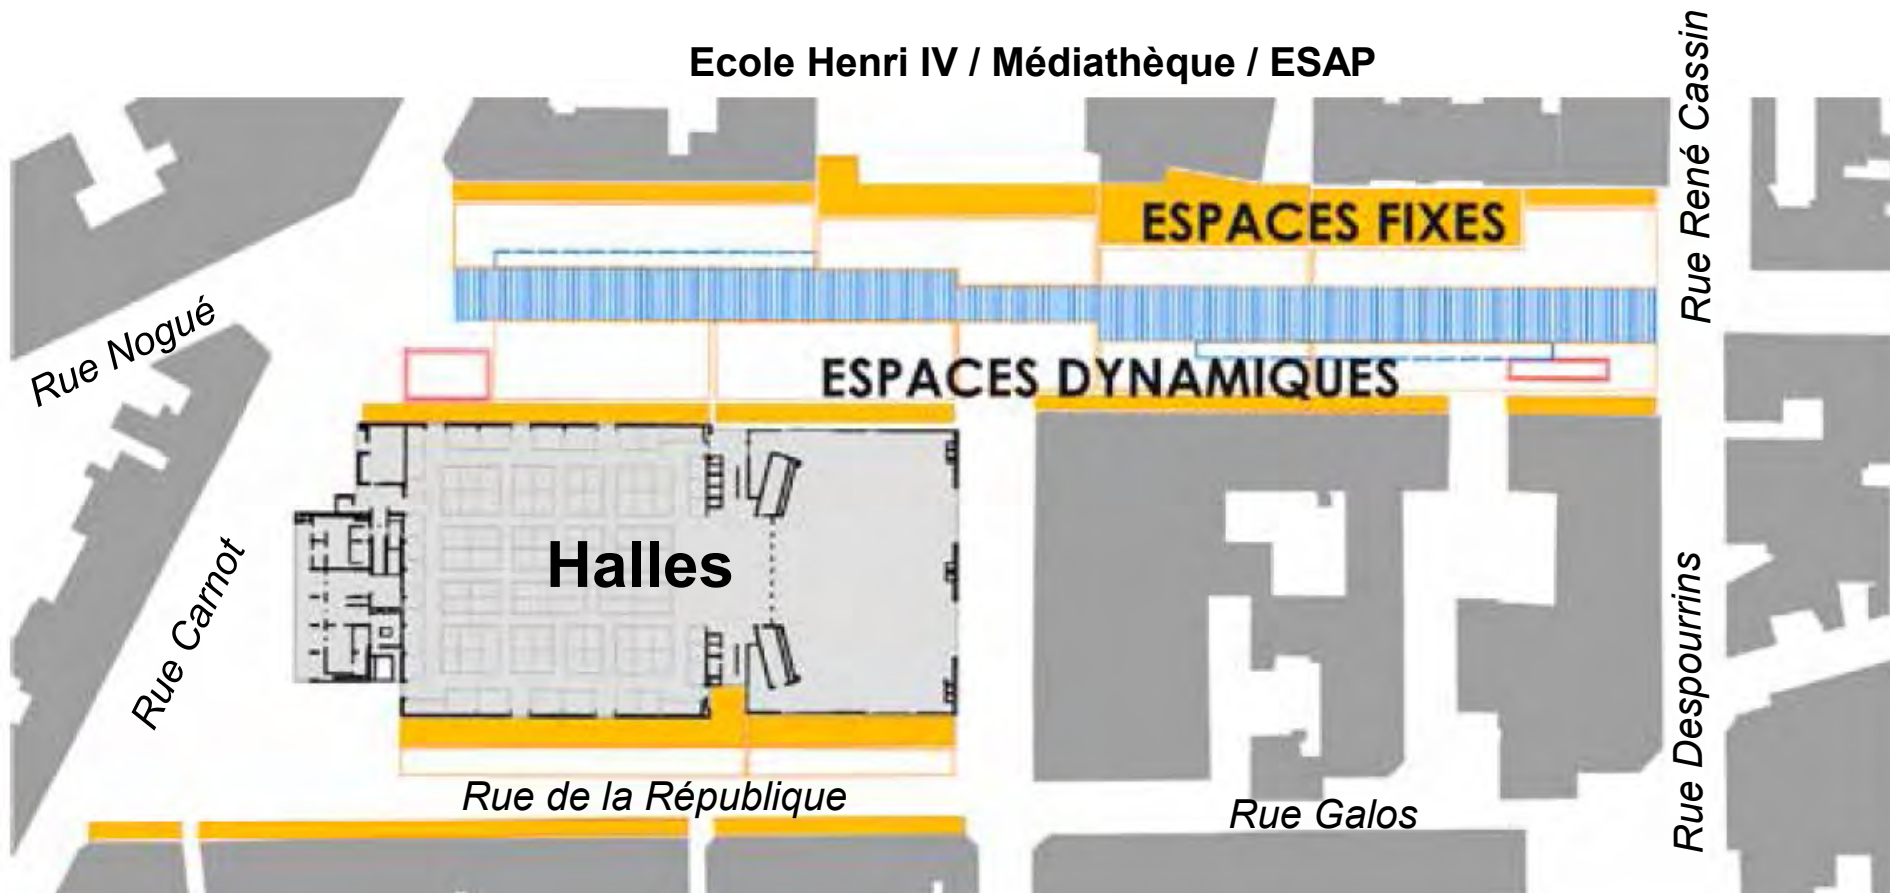 Ecole Henri IV / Médiathèque / ESAP
Rue René Cassin
ESPACES FIXES
Rue Nogué
ESPACES DYNAMIQUES
Halles
Rue Carnot
Rue Despourrins
Rue de la République
Rue Galos